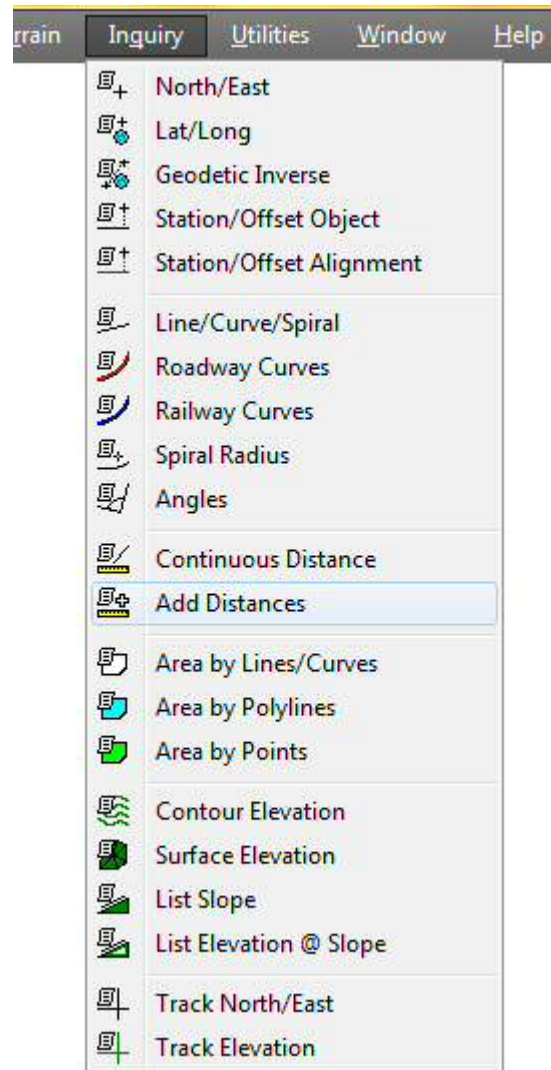 rrain Inquiry Utilities Window Help
North/East
Lat/Long
Geodetic Inverse
Station/Offset Object
Station/Offset Alignment
Line/Curve/Spiral
Roadway Curves
Railway Curves
Spiral Radius
Angles
Continuous Distance
Add Distances
Area by Lines/Curves
Area by Polylines
Area by Points
Contour Elevation
Surface Elevation
List Slope
List Elevation @ Slope
Track North/East
Track Elevation